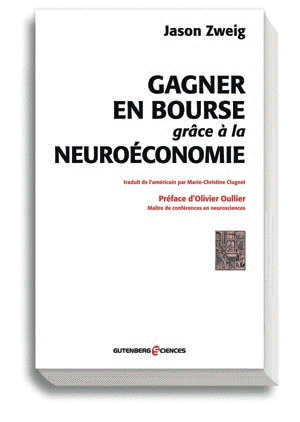 Jason Zweig
GAGNER
EN BOURSE
grâce à la
NEUROÉCONOMIE
traduit de l'américain par Marie-Christine Clugnet
Préface d'Olivier Oullier
Maître de conférences en neurosciences
GUTENBERG SCIENCES